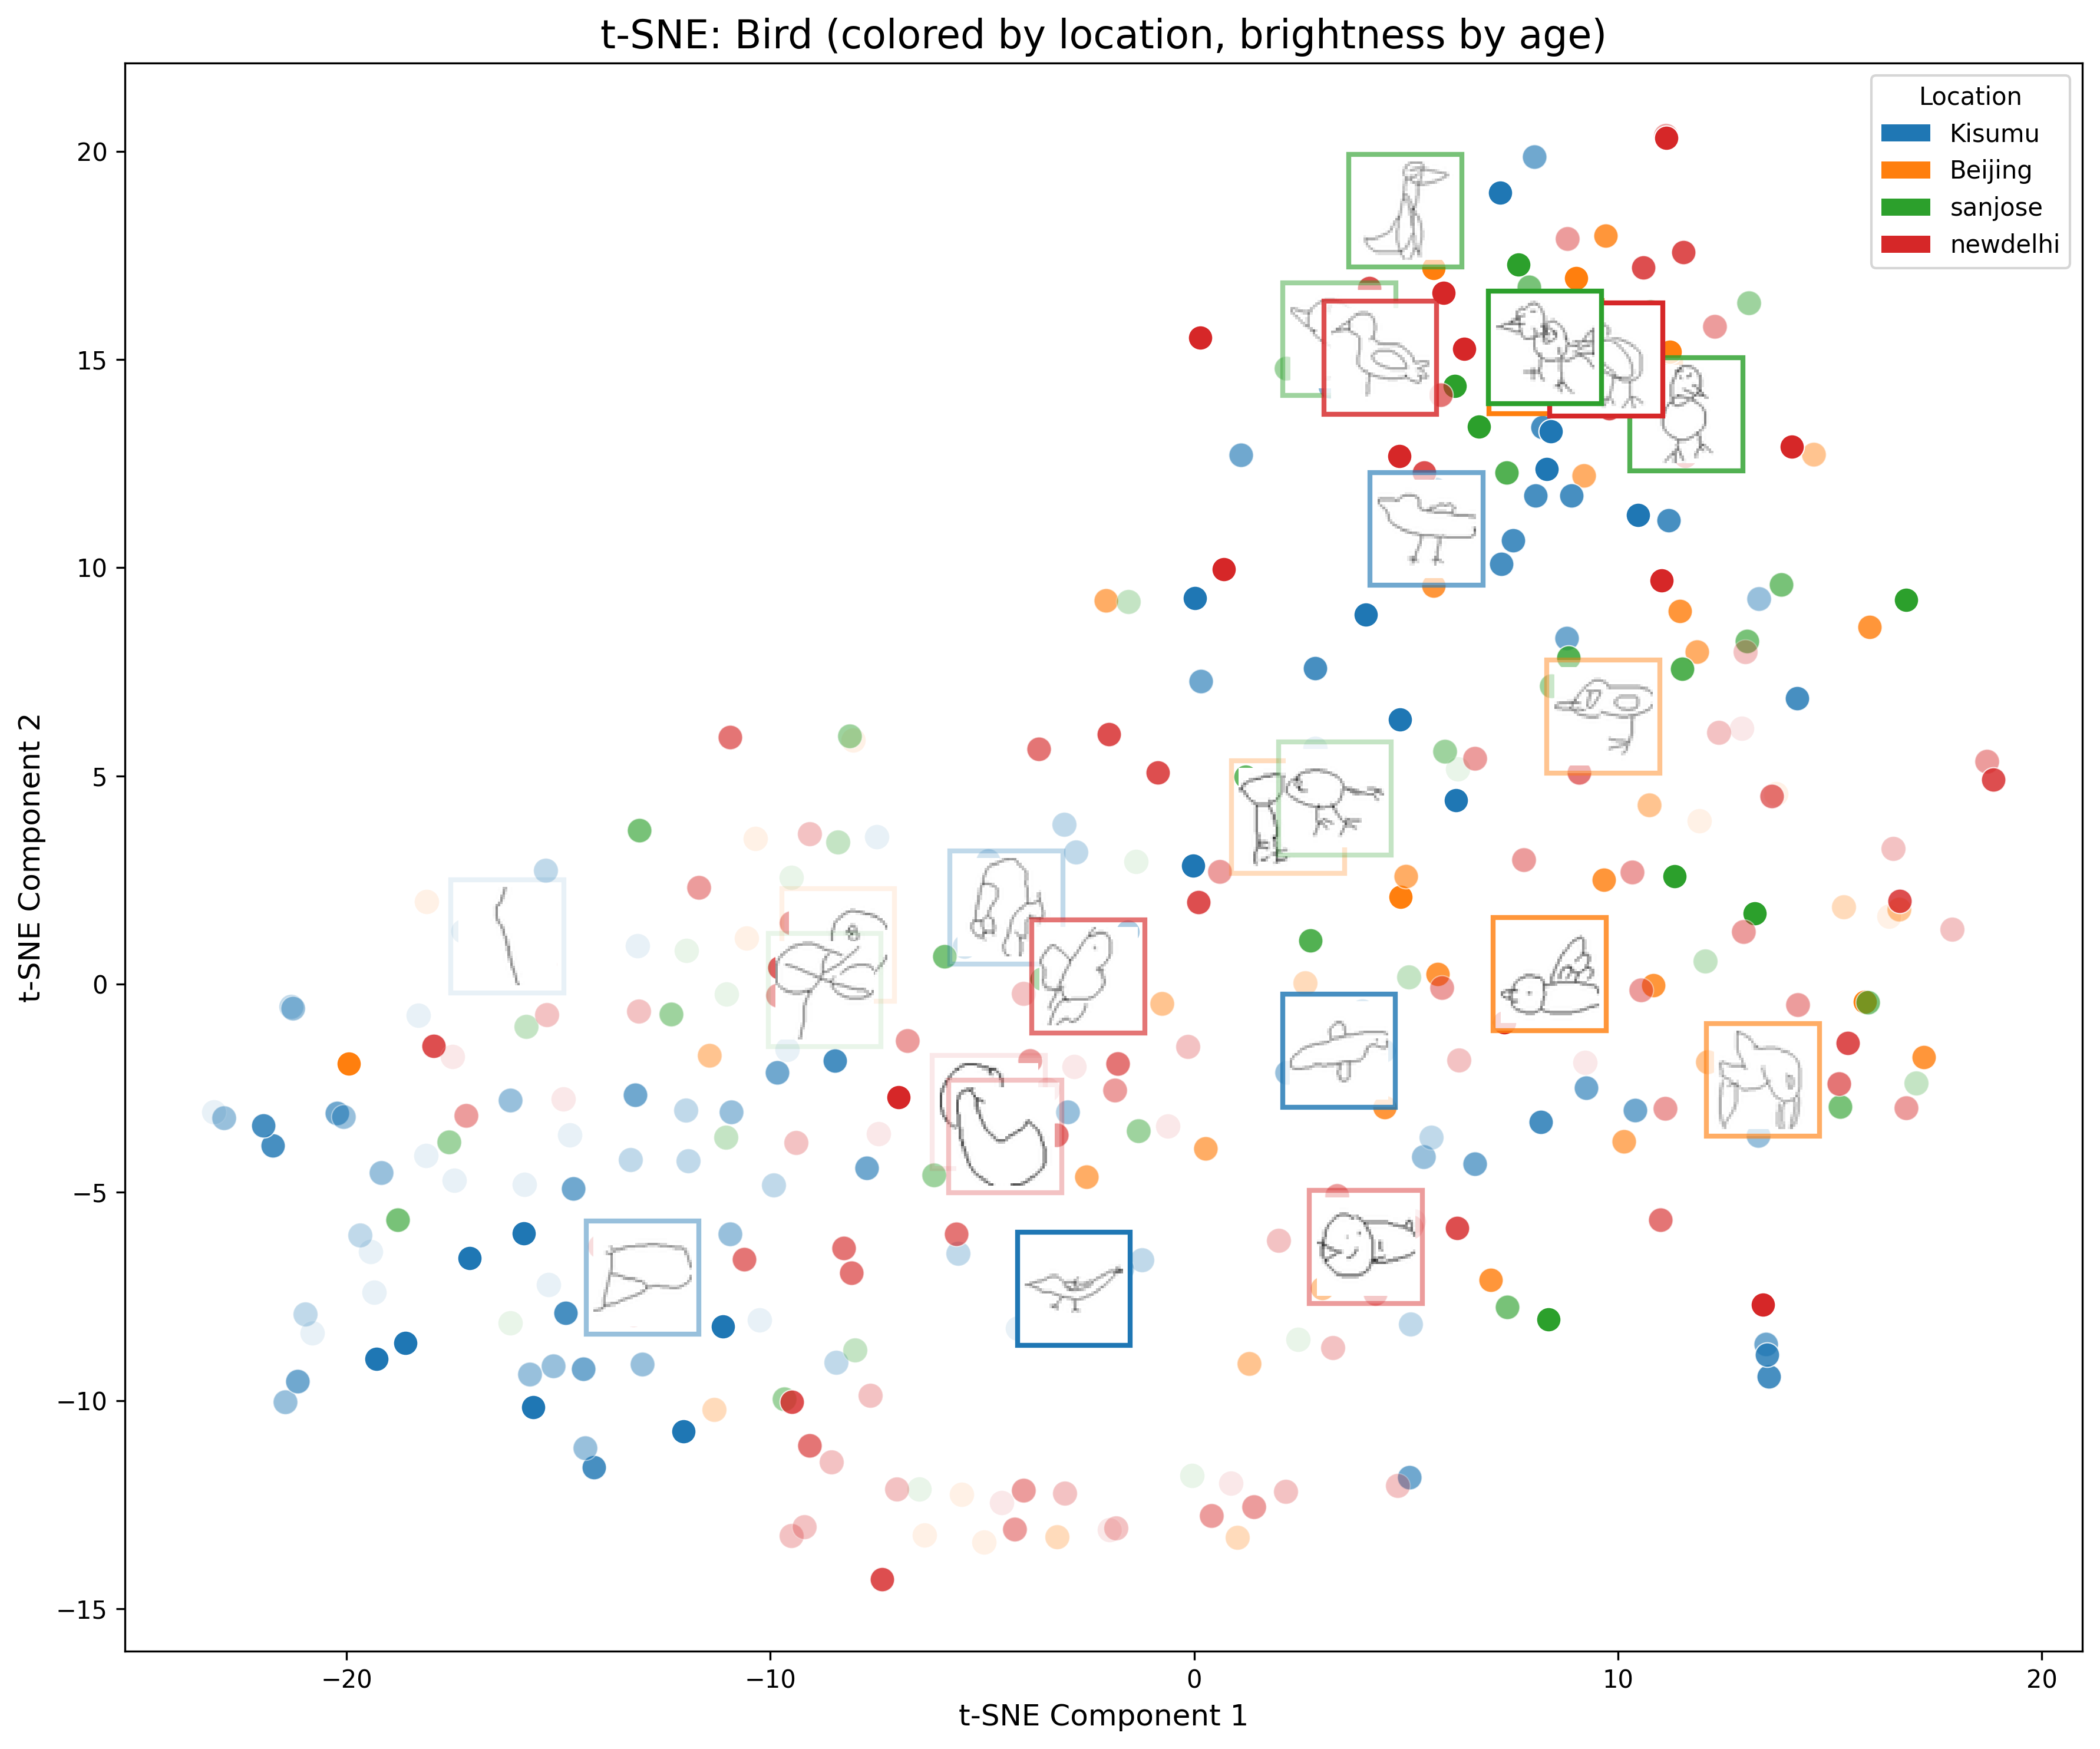 t-SNE: Bird (colored by location, brightness by age)
Location
Kisumu
Beijing
sanjose
newdelhi
20
15
10
5
0
−5
−10
−15
t-SNE Component 2
−20
−10
0
10
20
t-SNE Component 1